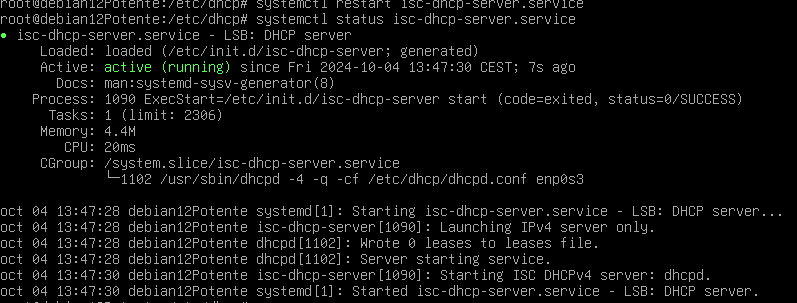 root@debian12Potente:/etc/dhcp# systemctl restart isc-dhcp-server.service
root@debian12Potente:/etc/dhcp# systemctl status isc-dhcp-server.service
● isc-dhcp-server.service - LSB: DHCP server
Loaded: loaded (/etc/init.d/isc-dhcp-server; generated)
Active: active (running) since Fri 2024-10-04 13:47:30 CEST; 7s ago
Docs: man:systemd-sysv-generator(8)
Process: 1090 ExecStart=/etc/init.d/isc-dhcp-server start (code=exited, status=0/SUCCESS)
Tasks: 1 (limit: 2306)
Memory: 4.4M
CPU: 20ms
CGroup: /system.slice/isc-dhcp-server.service
└─1102 /usr/sbin/dhcpd -4 -q -cf /etc/dhcp/dhcpd.conf enp0s3
oct 04 13:47:28 debian12Potente systemd[1]: Starting isc-dhcp-server.service - LSB: DHCP server...
oct 04 13:47:28 debian12Potente isc-dhcp-server[1090]: Launching IPv4 server only.
oct 04 13:47:28 debian12Potente dhcpd[1102]: Wrote 0 leases to leases file.
oct 04 13:47:28 debian12Potente dhcpd[1102]: Server starting service.
oct 04 13:47:30 debian12Potente isc-dhcp-server[1090]: Starting ISC DHCPv4 server: dhcpd.
oct 04 13:47:30 debian12Potente systemd[1]: Started isc-dhcp-server.service - LSB: DHCP server.